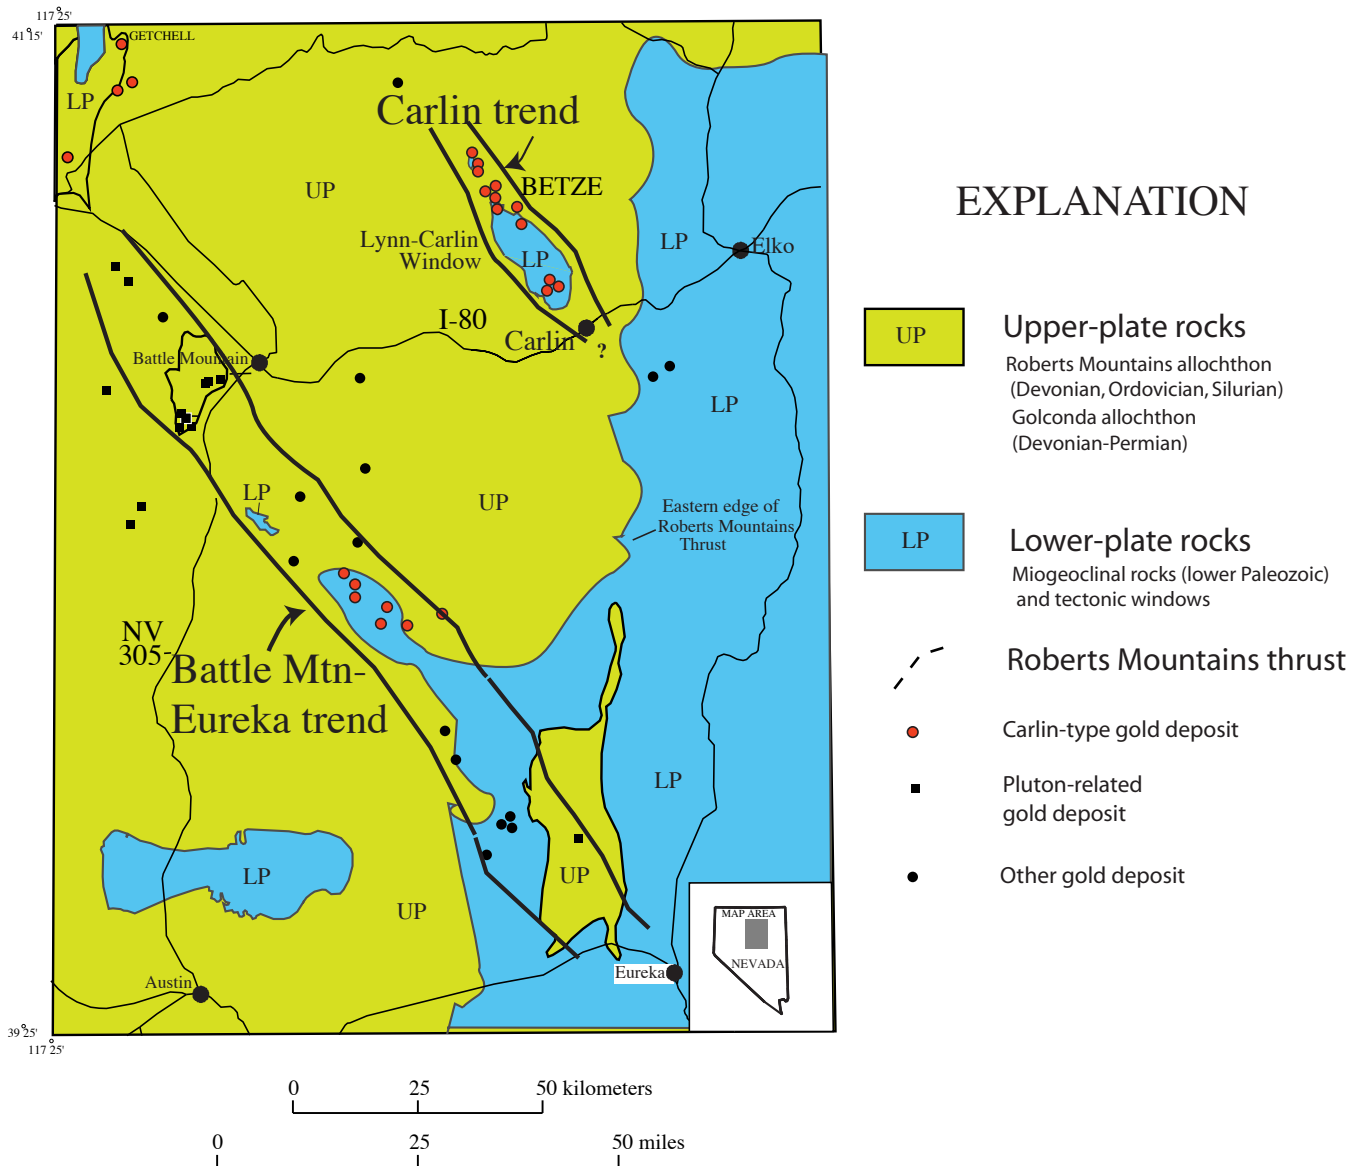 117°25'
41°15'
GETCHELL
LP
Carlin trend
UP
BETZE
EXPLANATION
Lynn-Carlin
Window
LP
LP
Elko
I-80
Carlin
?
Battle Mountain
LP
UP
Upper-plate rocks
Roberts Mountains allochthon
(Devonian, Ordovician, Silurian)
Golconda allochthon
(Devonian-Permian)
LP
UP
Eastern edge of
Roberts Mountains
Thrust
LP
Lower-plate rocks
Miogeoclinal rocks (lower Paleozoic)
and tectonic windows
NV
305-
Battle Mtn-
Eureka trend
Roberts Mountains thrust
Carlin-type gold deposit
LP
Pluton-related
gold deposit
LP
UP
UP
Other gold deposit
MAP AREA
NEVADA
Austin
Eureka
39°25'
117°25'
0 25 50 kilometers
0 25 50 miles